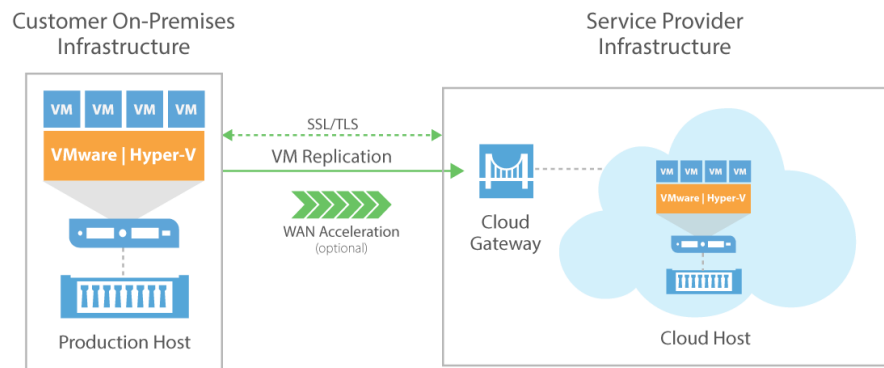 Customer On-Premises
Infrastructure
VM VM VM VM
VMware | Hyper-V
Production Host
SSL/TLS
VM Replication
WAN Acceleration
(optional)
Service Provider
Infrastructure
Cloud
Gateway
VM VM VM VM
VMware | Hyper-V
Cloud Host